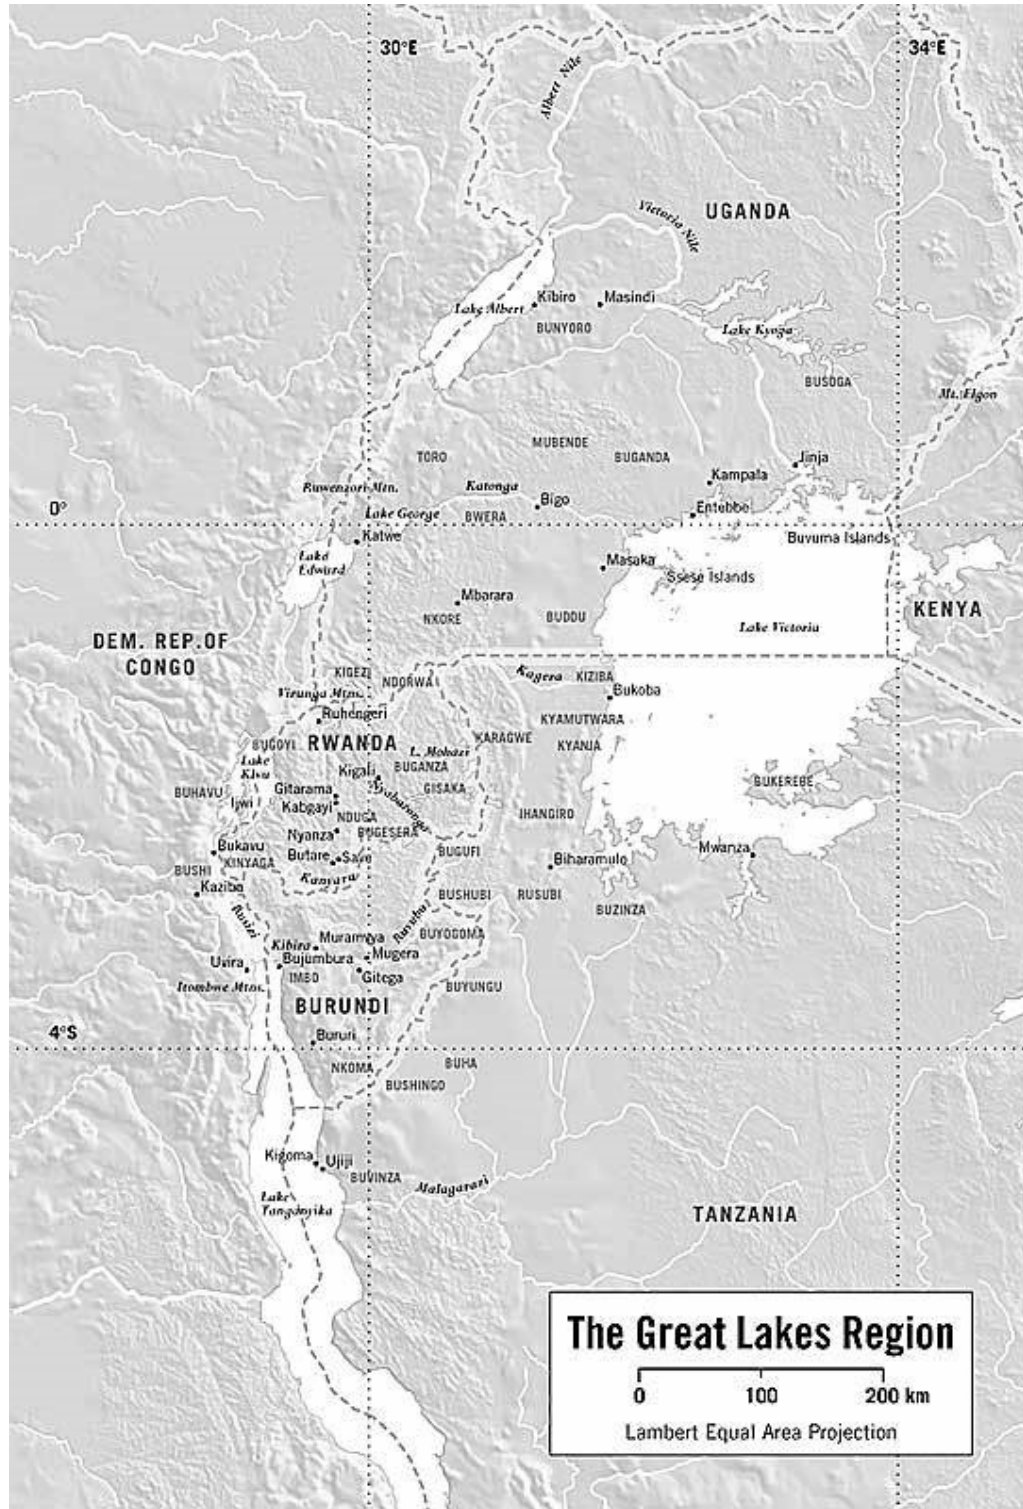 30°E
34°E
Albert Nile
UGANDA
Victoria Nile
Kibiro
Masindi
Lake Albert
BUNYORO
Lake Kyoga
BUSOGA
Mt. Elgon
MUBENDE
TORO
BUGANDA
Jinja
Kampala
Ruwenzori Mtn.
Katonga
Bigo
0°
Lake George
BWERA
Entebbe
Katwe
Buvuma Islands
Lake
Edward
Masaka
Ssese Islands
Mbarara
NKORE
BUDDU
KENYA
Lake Victoria
DEM. REP. OF
CONGO
KIGEZI
NDORWA
Kagera
KIZIBA
Virunga Mtns.
Bukoba
Ruhengeri
KYAMUTWARA
BUGOYI
RWANDA
KARAGWE
KYANJA
L. Mohazi
Lake
Kivu
Kigali
BUGANZA
BUHAVU
Gitarama
GISAKA
BUKEREBE
Ijwi
Kabgayi
Nyabarongo
NDUGA
IHANGIRO
Nyanza
BUGESERA
Bukavu
Butare
Save
BUGUFI
Mwanza
BUSHI
KINYAGA
Biharamulo
Kanyaru
Kaziba
BUSHUBI
RUSUBI
BUZINZA
Rusizi
Ruvubu
Muramvya
BUYOGOMA
Kibira
Mugera
Uvira
Bujumbura
Gitega
IMBO
Itombwe Mtns.
BUYUNGU
BURUNDI
4°S
Bururi
NKOMA
BUHA
BUSHINGO
Kigoma
Ujiji
BUVINZA
Malagarazi
Lake
Tanganyika
TANZANIA
The Great Lakes Region
0 100 200 km
Lambert Equal Area Projection